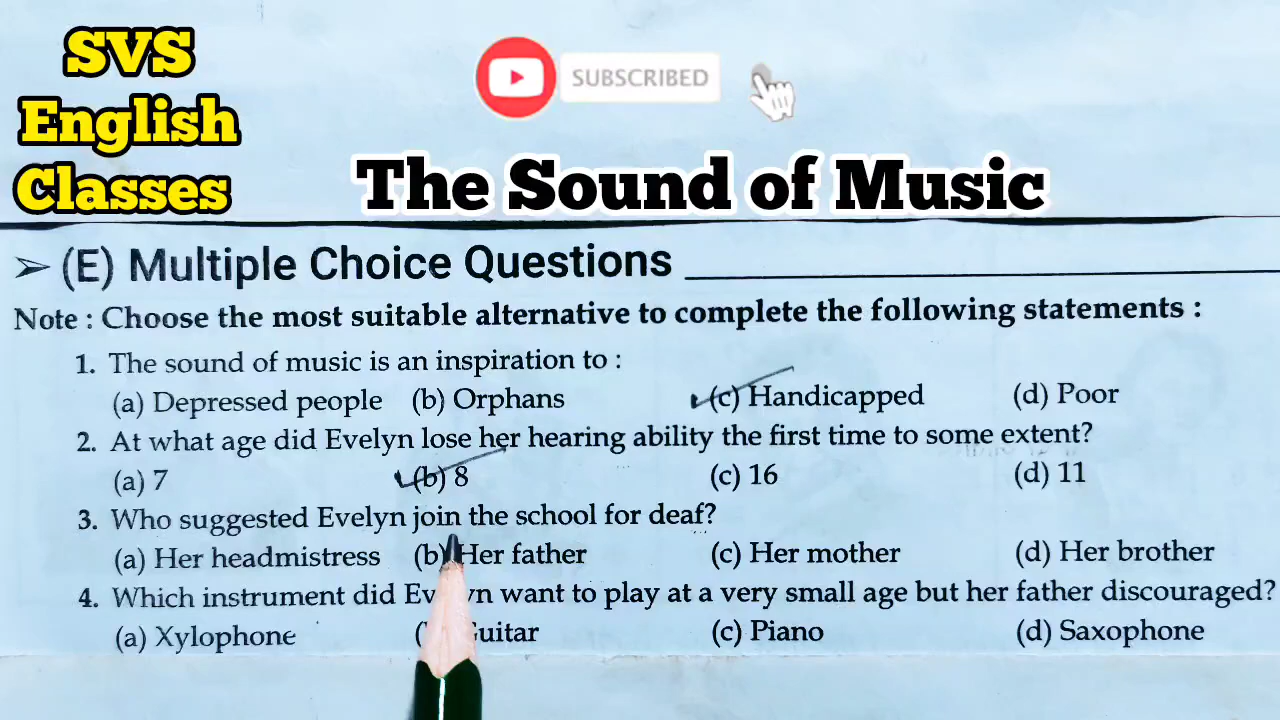 SVS
English
Classes
SUBSCRIBED
The Sound of Music
➢ (E) Multiple Choice Questions
Note : Choose the most suitable alternative to complete the following statements :
1. The sound of music is an inspiration to :
(a) Depressed people (b) Orphans (c) Handicapped (d) Poor
2. At what age did Evelyn lose her hearing ability the first time to some extent?
(a) 7 (b) 8 (c) 16 (d) 11
3. Who suggested Evelyn join the school for deaf?
(a) Her headmistress (b) Her father (c) Her mother (d) Her brother
4. Which instrument did Evelyn want to play at a very small age but her father discouraged?
(a) Xylophone Guitar (c) Piano (d) Saxophone